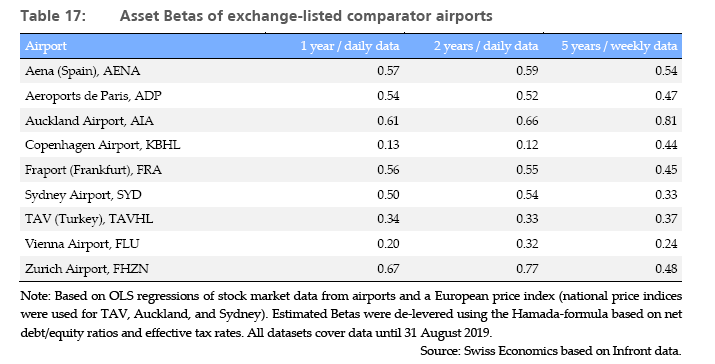 Table 17: Asset Betas of exchange-listed comparator airports
Airport 1 year / daily data 2 years / daily data 5 years / weekly data
Aena (Spain), AENA 0.57 0.59 0.54
Aeroports de Paris, ADP 0.54 0.52 0.47
Auckland Airport, AIA 0.61 0.66 0.81
Copenhagen Airport, KBHL 0.13 0.12 0.44
Fraport (Frankfurt), FRA 0.56 0.55 0.45
Sydney Airport, SYD 0.50 0.54 0.33
TAV (Turkey), TAVHL 0.34 0.33 0.37
Vienna Airport, FLU 0.20 0.32 0.24
Zurich Airport, FHZN 0.67 0.77 0.48
Note: Based on OLS regressions of stock market data from airports and a European price index (national price indices
were used for TAV, Auckland, and Sydney). Estimated Betas were de-levered using the Hamada-formula based on net
debt/equity ratios and effective tax rates. All datasets cover data until 31 August 2019.
Source: Swiss Economics based on Infront data.